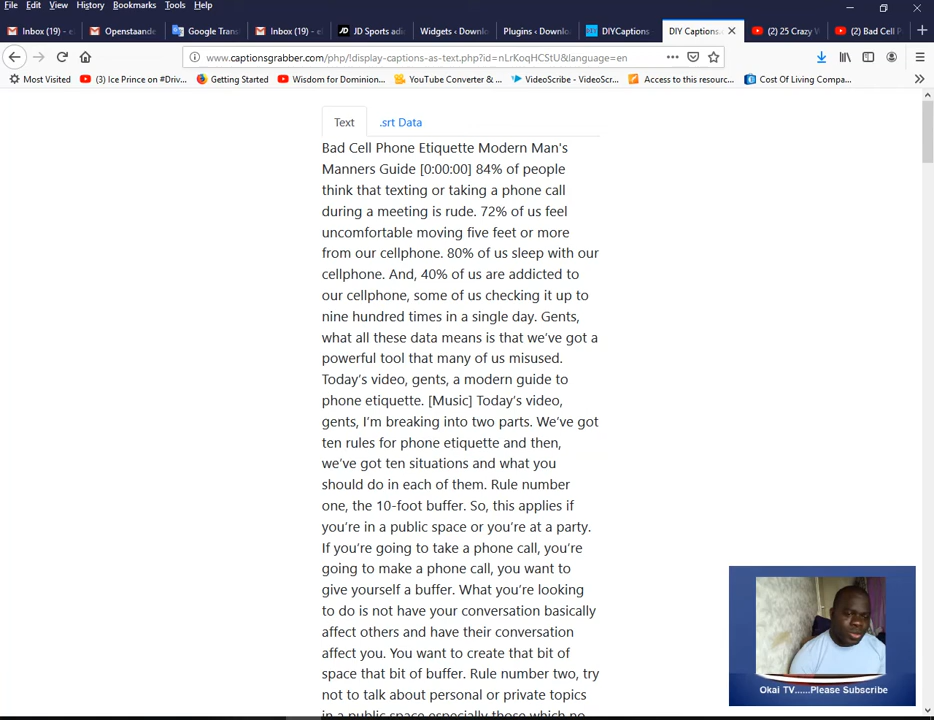 File Edit View History Bookmarks Tools Help
Inbox (19) - e Openstaande Google Trans Inbox (19) - el JD Sports adi Widgets ‹ Downlo Plugins ‹ Downlo DIYCaptions DIY Captions (2) 25 Crazy V (2) Bad Cell P
www.captionsgrabber.com/php/!display-captions-as-text.php?id=nLrKoqHCStU&language=en
Most Visited (3) Ice Prince on #Driv... Getting Started Wisdom for Dominion... YouTube Converter &... VideoScribe - VideoScr... Access to this resourc... Cost Of Living Compa...
Text .srt Data
Bad Cell Phone Etiquette Modern Man's
Manners Guide [0:00:00] 84% of people
think that texting or taking a phone call
during a meeting is rude. 72% of us feel
uncomfortable moving five feet or more
from our cellphone. 80% of us sleep with our
cellphone. And, 40% of us are addicted to
our cellphone, some of us checking it up to
nine hundred times in a single day. Gents,
what all these data means is that we've got a
powerful tool that many of us misused.
Today's video, gents, a modern guide to
phone etiquette. [Music] Today's video,
gents, I'm breaking into two parts. We've got
ten rules for phone etiquette and then,
we've got ten situations and what you
should do in each of them. Rule number
one, the 10-foot buffer. So, this applies if
you're in a public space or you're at a party.
If you're going to take a phone call, you're
going to make a phone call, you want to
give yourself a buffer. What you're looking
to do is not have your conversation basically
affect others and have their conversation
affect you. You want to create that bit of
space that bit of buffer. Rule number two, try
not to talk about personal or private topics
in a public space especially those which no
Okai TV......Please Subscribe